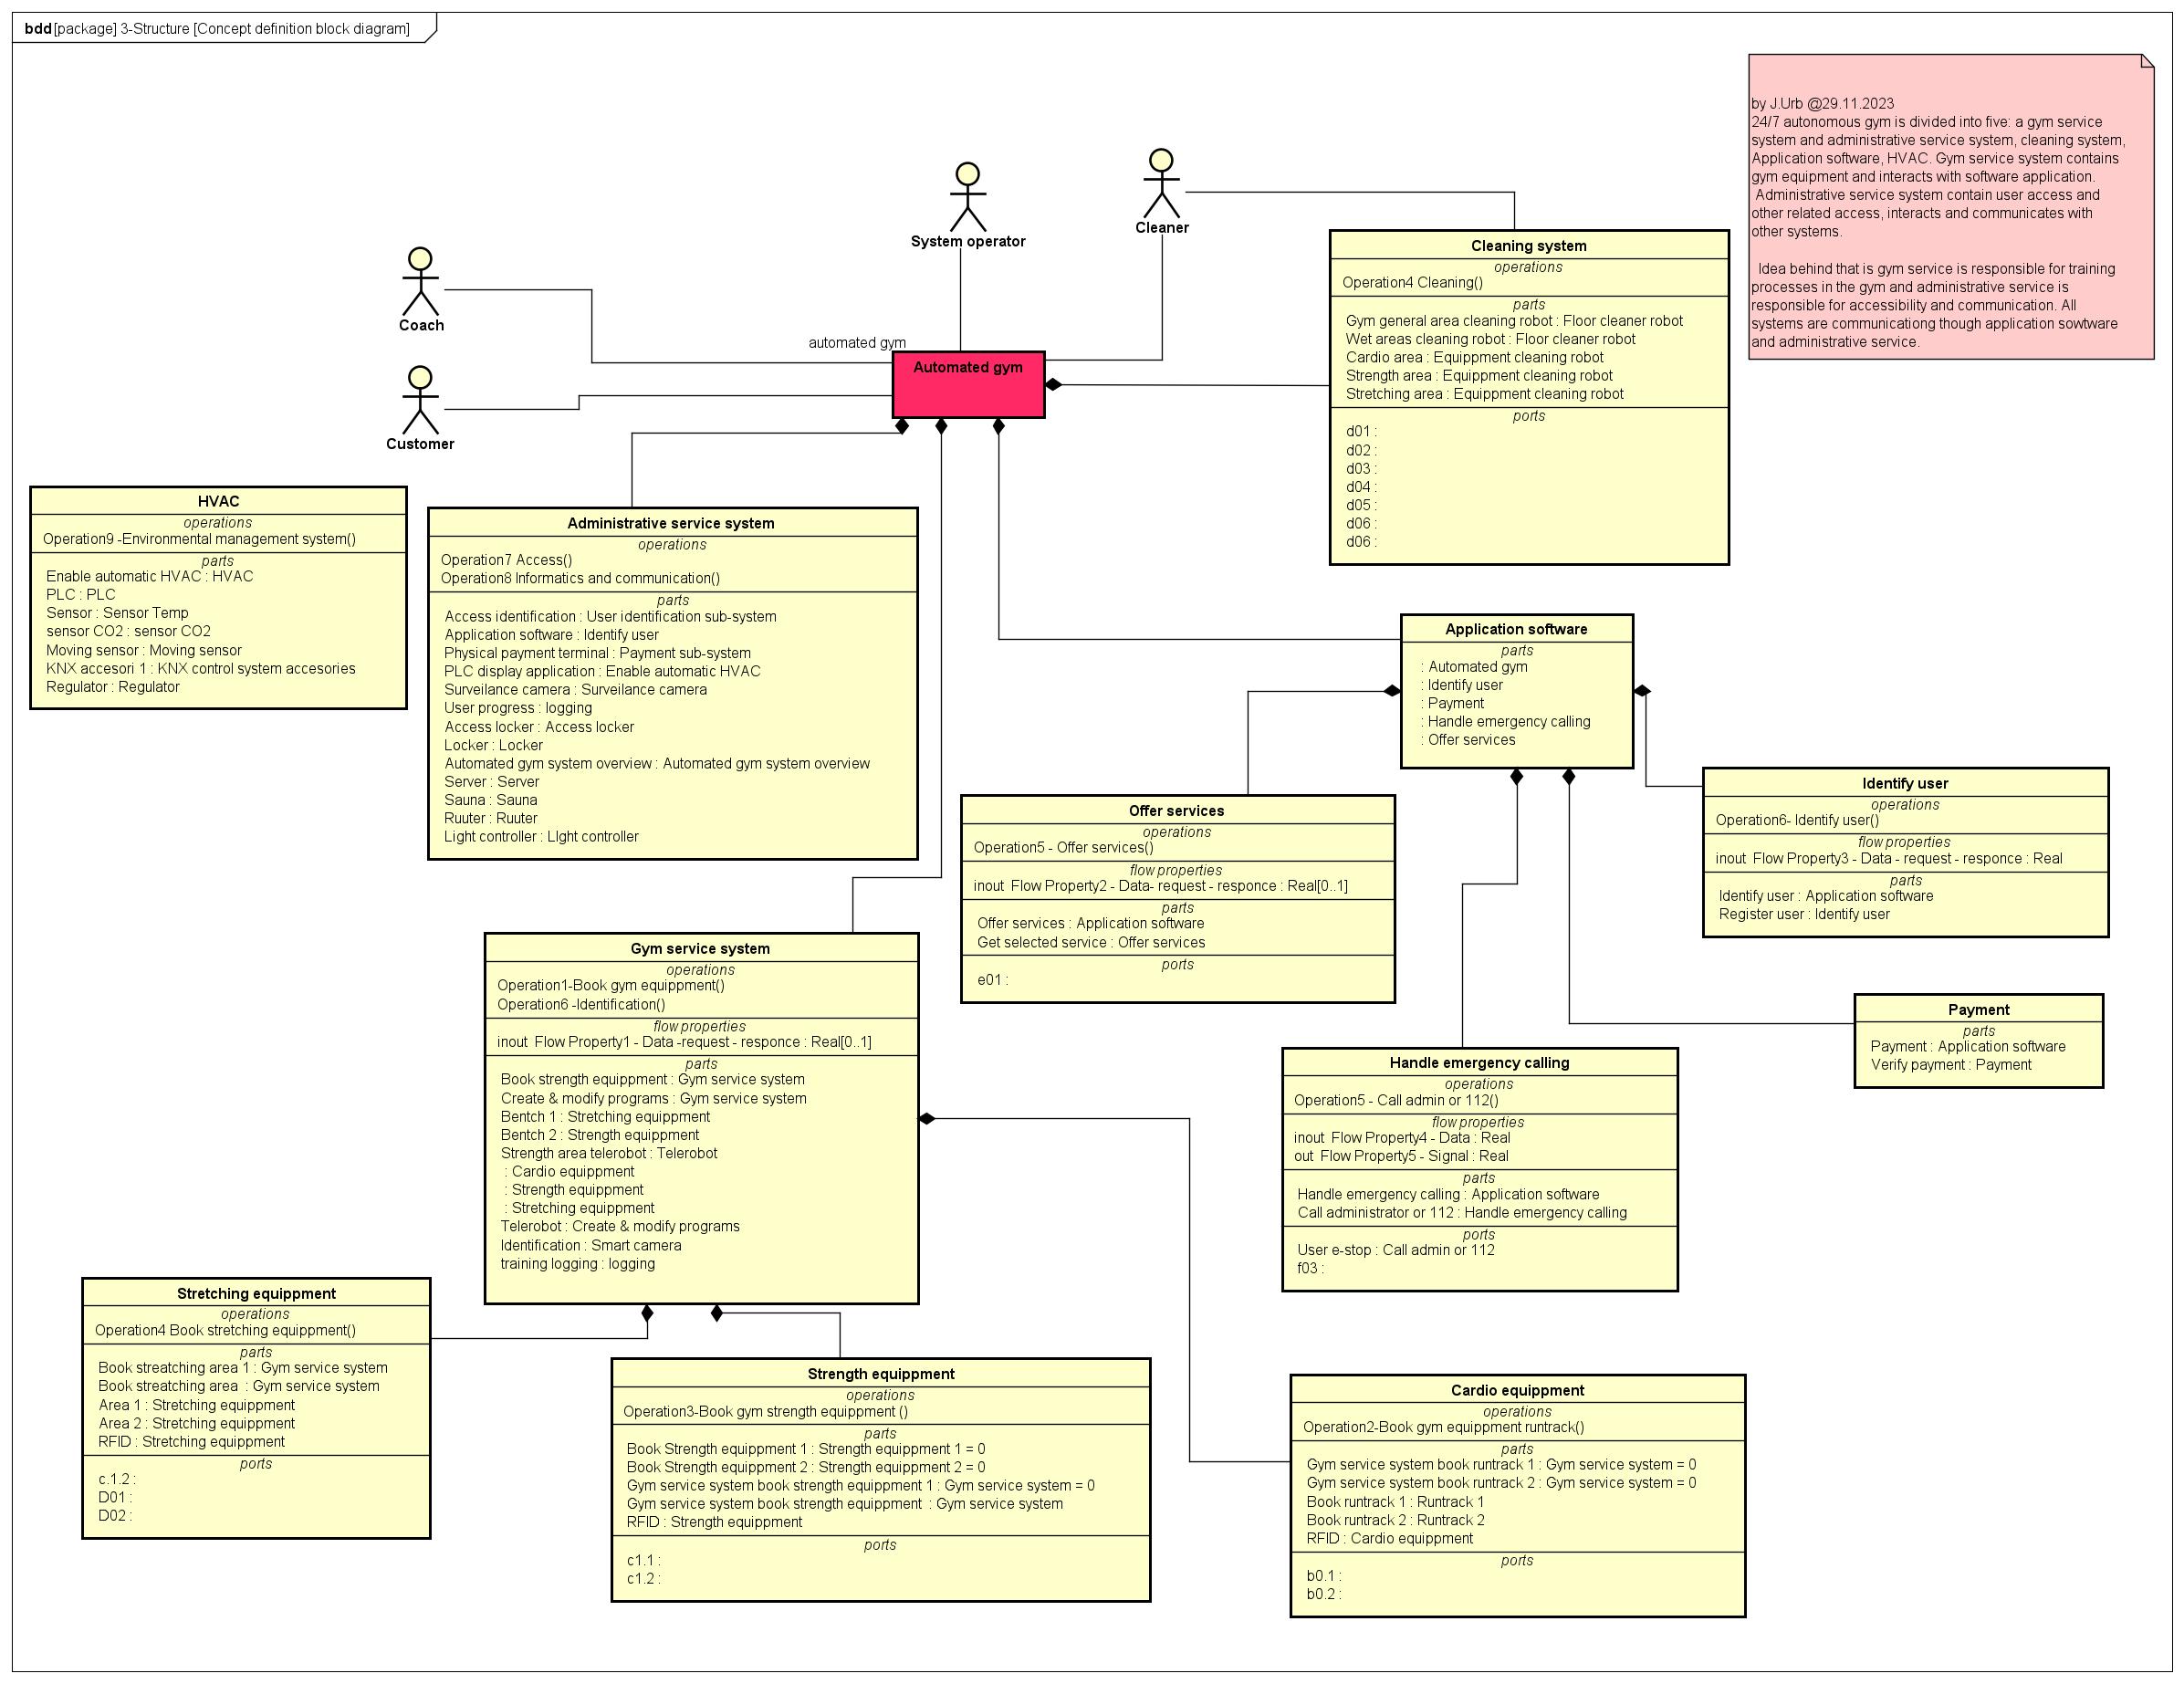 bdd [package] 3-Structure [Concept definition block diagram]
by J.Urb @29.11.2023
24/7 autonomous gym is divided into five: a gym service
system and administrative service system, cleaning system,
Application software, HVAC. Gym service system contains
gym equipment and interacts with software application.
Administrative service system contain user access and
other related access, interacts and communicates with
other systems.
Idea behind that is gym service is responsible for training
processes in the gym and administrative service is
responsible for accessibility and communication. All
systems are communicationg though application sowtware
and administrative service.
Cleaner
System operator
Coach
Customer
automated gym
Automated gym
Cleaning system
operations
Operation4 Cleaning()
parts
Gym general area cleaning robot : Floor cleaner robot
Wet areas cleaning robot : Floor cleaner robot
Cardio area : Equippment cleaning robot
Strength area : Equippment cleaning robot
Stretching area : Equippment cleaning robot
ports
d01 :
d02 :
d03 :
d04 :
d05 :
d06 :
d06 :
HVAC
operations
Operation9 -Environmental management system()
parts
Enable automatic HVAC : HVAC
PLC : PLC
Sensor : Sensor Temp
sensor CO2 : sensor CO2
Moving sensor : Moving sensor
KNX accesori 1 : KNX control system accesories
Regulator : Regulator
Administrative service system
operations
Operation7 Access()
Operation8 Informatics and communication()
parts
Access identification : User identification sub-system
Application software : Identify user
Physical payment terminal : Payment sub-system
PLC display application : Enable automatic HVAC
Surveilance camera : Surveilance camera
User progress : logging
Access locker : Access locker
Locker : Locker
Automated gym system overview : Automated gym system overview
Server : Server
Sauna : Sauna
Ruuter : Ruuter
Light controller : LIght controller
Application software
parts
: Automated gym
: Identify user
: Payment
: Handle emergency calling
: Offer services
Offer services
operations
Operation5 - Offer services()
flow properties
inout Flow Property2 - Data- request - responce : Real[0..1]
parts
Offer services : Application software
Get selected service : Offer services
ports
e01 :
Identify user
operations
Operation6- Identify user()
flow properties
inout Flow Property3 - Data - request - responce : Real
parts
Identify user : Application software
Register user : Identify user
Gym service system
operations
Operation1-Book gym equippment()
Operation6 -Identification()
flow properties
inout Flow Property1 - Data -request - responce : Real[0..1]
parts
Book strength equippment : Gym service system
Create & modify programs : Gym service system
Bentch 1 : Stretching equippment
Bentch 2 : Strength equippment
Strength area telerobot : Telerobot
: Cardio equippment
: Strength equippment
: Stretching equippment
Telerobot : Create & modify programs
Identification : Smart camera
training logging : logging
Payment
parts
Payment : Application software
Verify payment : Payment
Handle emergency calling
operations
Operation5 - Call admin or 112()
flow properties
inout Flow Property4 - Data : Real
out Flow Property5 - Signal : Real
parts
Handle emergency calling : Application software
Call administrator or 112 : Handle emergency calling
ports
User e-stop : Call admin or 112
f03 :
Stretching equippment
operations
Operation4 Book stretching equippment()
parts
Book streatching area 1 : Gym service system
Book streatching area : Gym service system
Area 1 : Stretching equippment
Area 2 : Stretching equippment
RFID : Stretching equippment
ports
c.1.2 :
D01 :
D02 :
Strength equippment
operations
Operation3-Book gym strength equippment ()
parts
Book Strength equippment 1 : Strength equippment 1 = 0
Book Strength equippment 2 : Strength equippment 2 = 0
Gym service system book strength equippment 1 : Gym service system = 0
Gym service system book strength equippment : Gym service system
RFID : Strength equippment
ports
c1.1 :
c1.2 :
Cardio equippment
operations
Operation2-Book gym equippment runtrack()
parts
Gym service system book runtrack 1 : Gym service system = 0
Gym service system book runtrack 2 : Gym service system = 0
Book runtrack 1 : Runtrack 1
Book runtrack 2 : Runtrack 2
RFID : Cardio equippment
ports
b0.1 :
b0.2 :